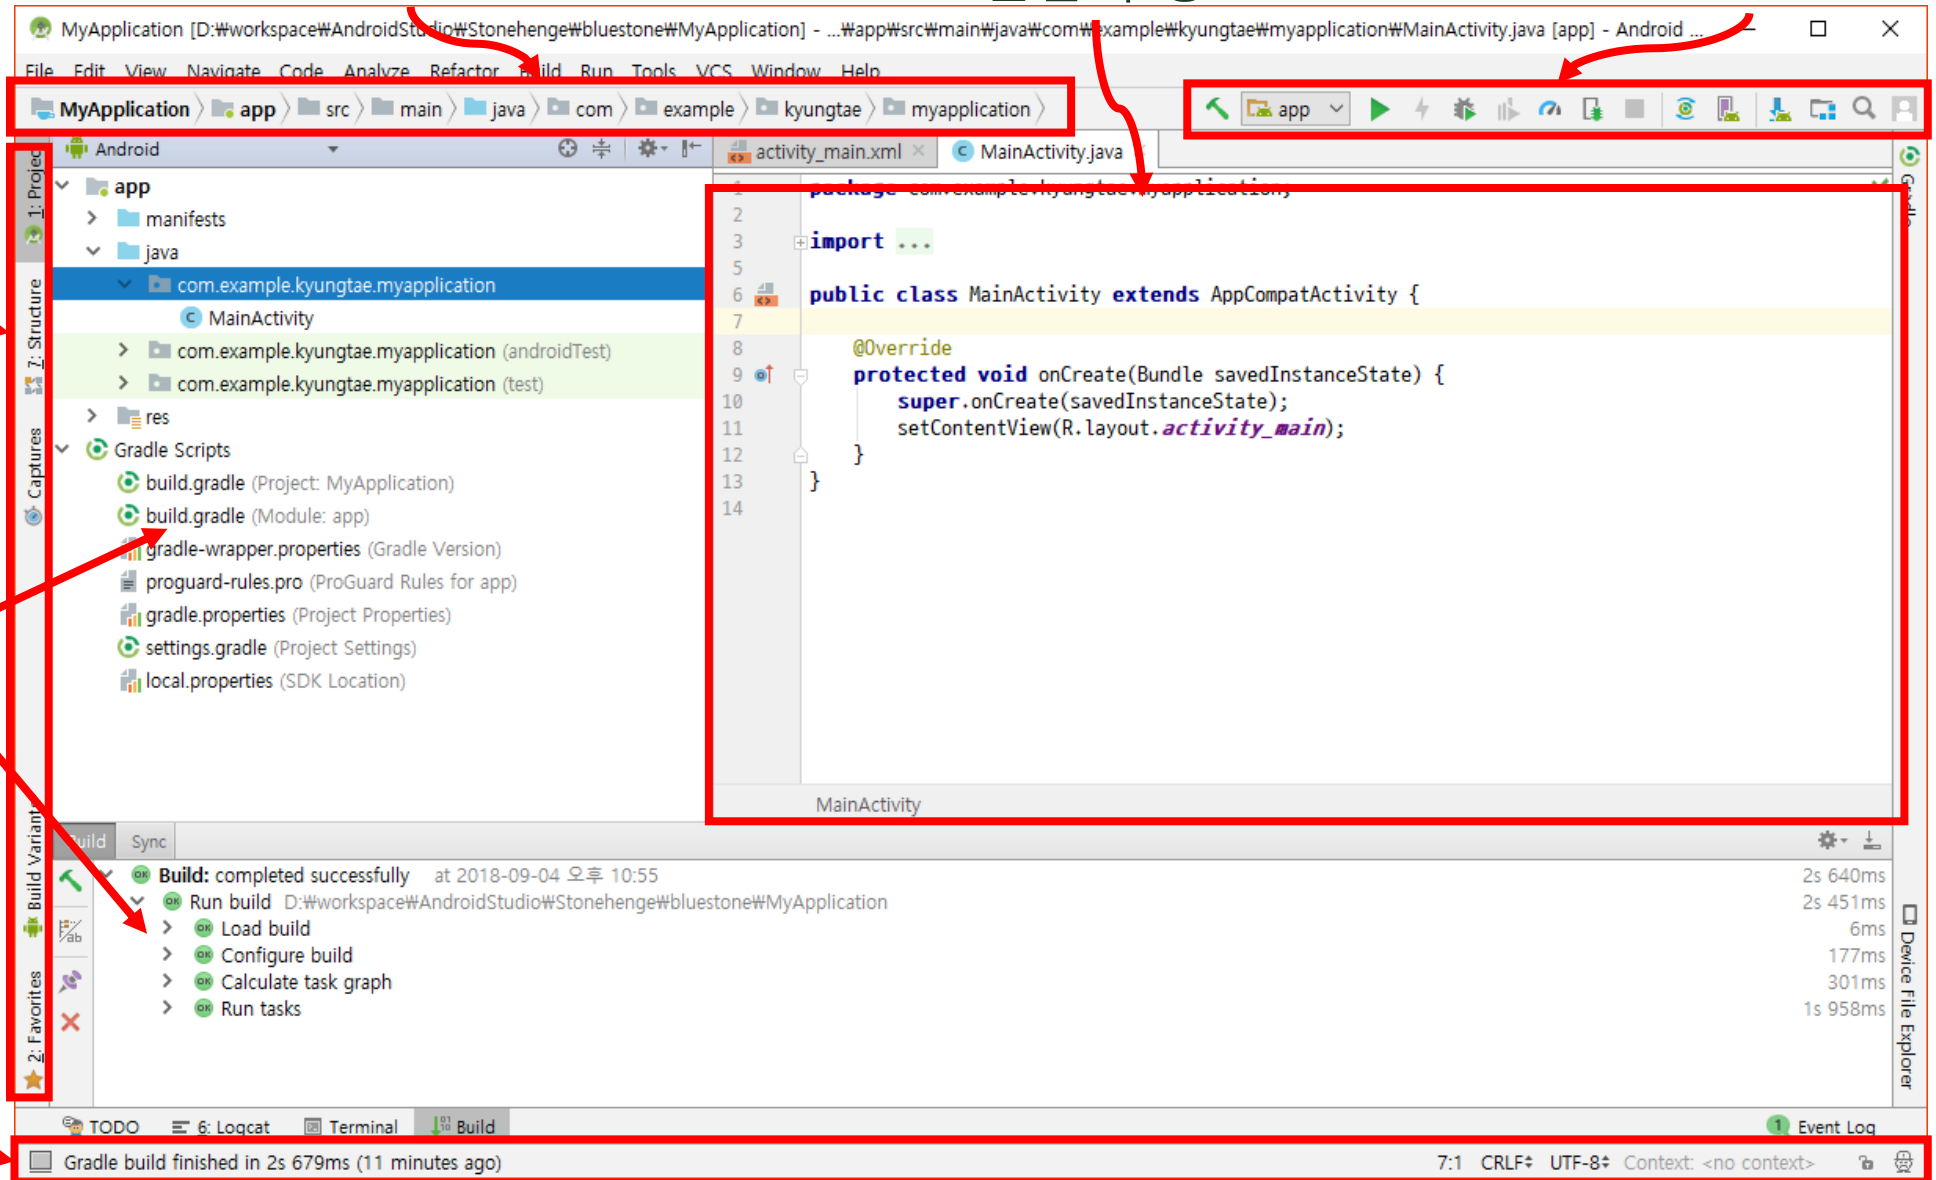 MyApplication [D:₩workspace₩AndroidStudio₩Stonehenge₩bluestone₩MyApplication] - ...₩app₩src₩main₩java₩com₩example₩kyungtae₩myapplication₩MainActivity.java [app] - Android ...
File Edit View Navigate Code Analyze Refactor Build Run Tools VCS Window Help
MyApplication app src main java com example kyungtae myapplication
app
Android
activity_main.xml MainActivity.java
1: Project
7: Structure
Captures
Build Variants
2: Favorites
app
manifests
java
com.example.kyungtae.myapplication
MainActivity
com.example.kyungtae.myapplication (androidTest)
com.example.kyungtae.myapplication (test)
res
Gradle Scripts
build.gradle (Project: MyApplication)
build.gradle (Module: app)
gradle-wrapper.properties (Gradle Version)
proguard-rules.pro (ProGuard Rules for app)
gradle.properties (Project Properties)
settings.gradle (Project Settings)
local.properties (SDK Location)
1 package com.example.kyungtae.myapplication;
2
3 import ...
5
6 public class MainActivity extends AppCompatActivity {
7
8 @Override
9 protected void onCreate(Bundle savedInstanceState) {
10 super.onCreate(savedInstanceState);
11 setContentView(R.layout.activity_main);
12 }
13 }
14
MainActivity
Gradle
Device File Explorer
Build Sync
Build: completed successfully at 2018-09-04 오후 10:55 2s 640ms
Run build D:₩workspace₩AndroidStudio₩Stonehenge₩bluestone₩MyApplication 2s 451ms
Load build 6ms
Configure build 177ms
Calculate task graph 301ms
Run tasks 1s 958ms
TODO 6: Logcat Terminal Build 1 Event Log
Gradle build finished in 2s 679ms (11 minutes ago) 7:1 CRLF UTF-8 Context: <no context>